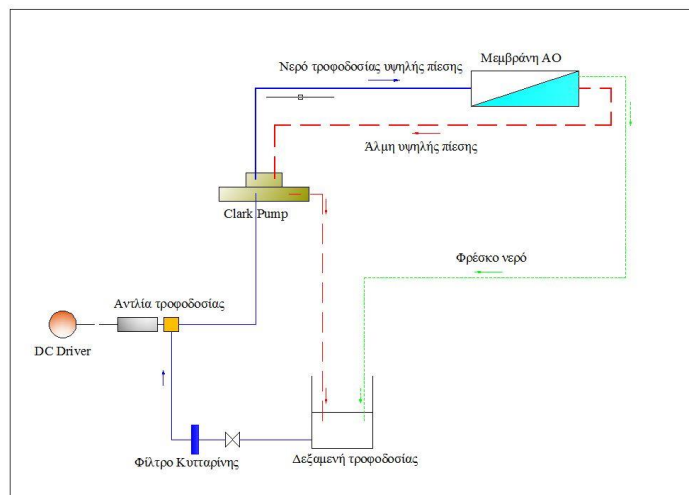 Μεμβράνη ΑΟ
Νερό τροφοδοσίας υψηλής πίεσης
Άλμη υψηλής πίεσης
Clark Pump
Φρέσκο νερό
Αντλία τροφοδοσίας
DC Driver
Φίλτρο Κυτταρίνης
Δεξαμενή τροφοδοσίας